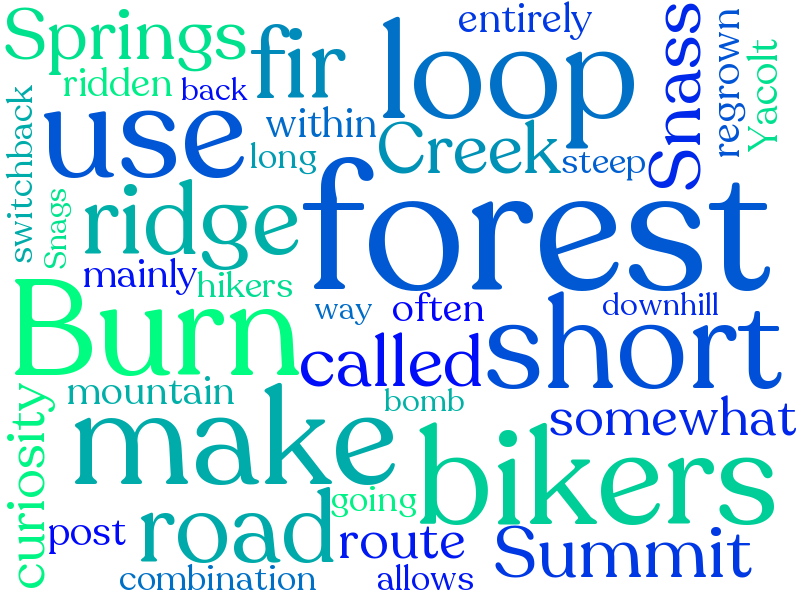 Springs
fir
loop
entirely
Snass
regrown
Yacolt
ridden
back
use
within
Creek
steep
long
switchback
Snags
ridge
forest
mainly
hikers
way
often
downhill
Burn
called
short
mountain
bomb
somewhat
curiosity
make
bikers
going
post
road
route
Summit
combination
allows